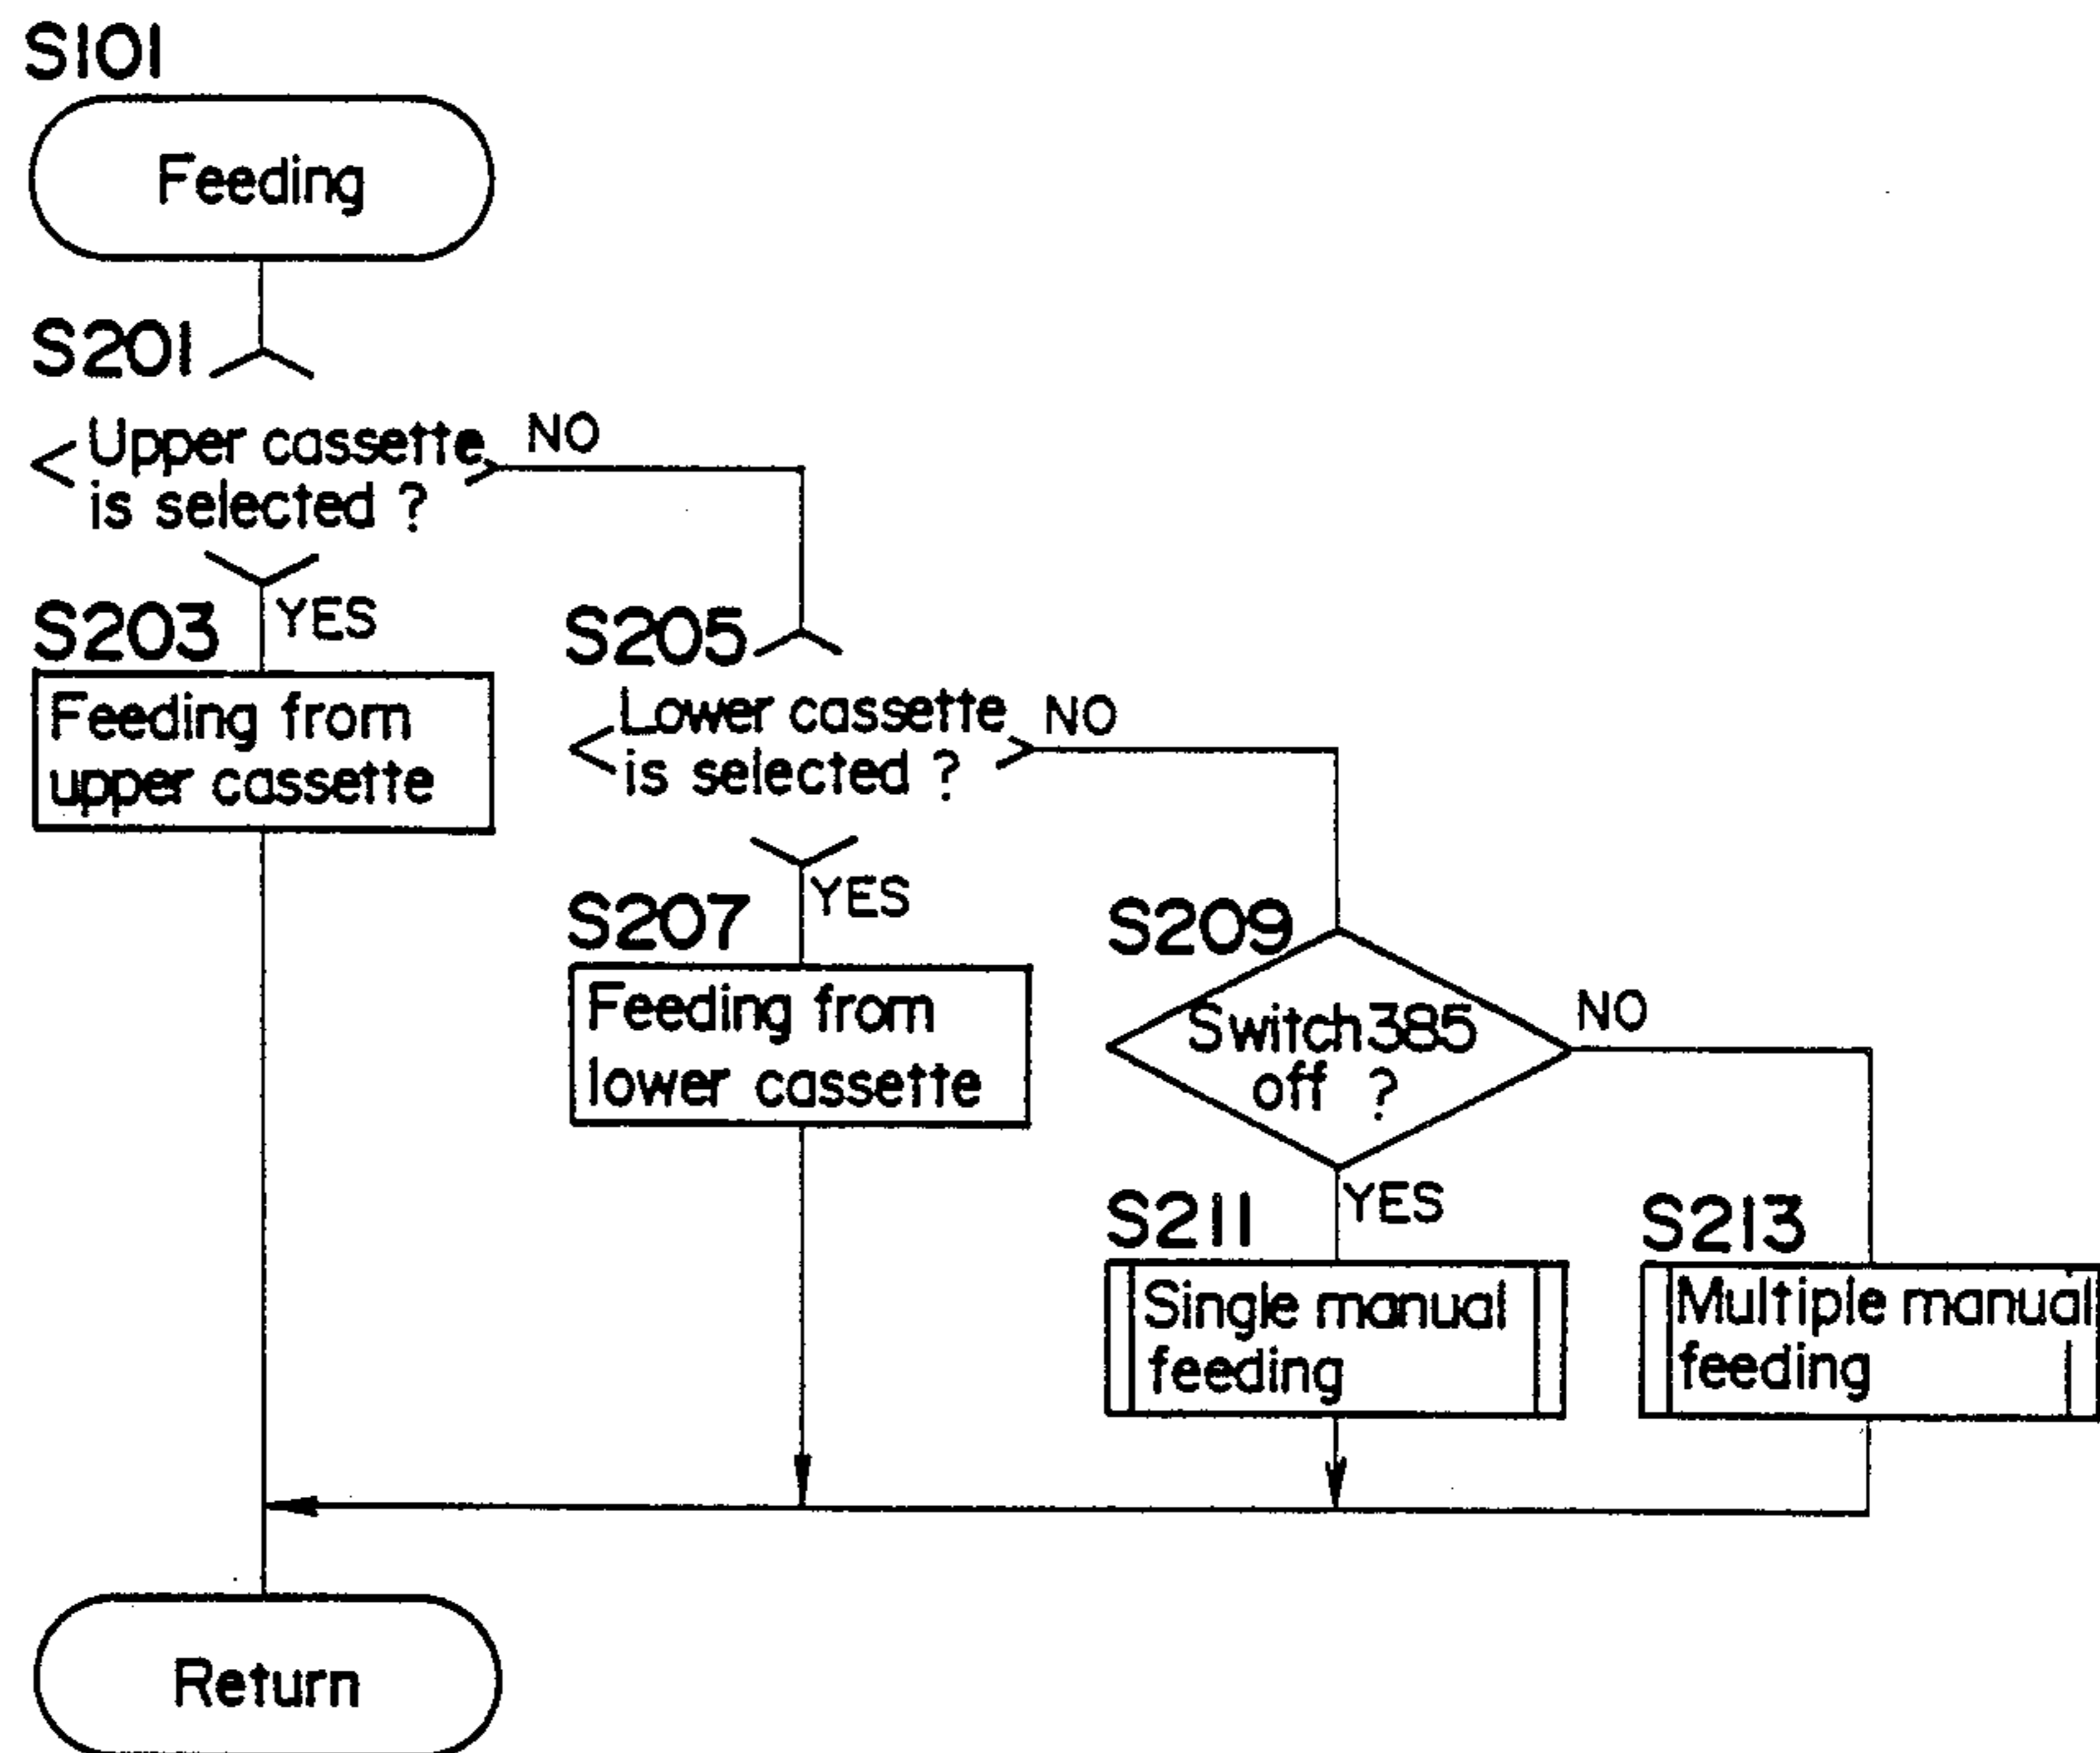 S101
Feeding
S201
Upper cassette
is selected ?
NO
YES
S203
Feeding from
upper cassette
S205
Lower cassette
is selected ?
NO
YES
S207
Feeding from
lower cassette
S209
Switch 385
off ?
NO
YES
S211
Single manual
feeding
S213
Multiple manual
feeding
Return